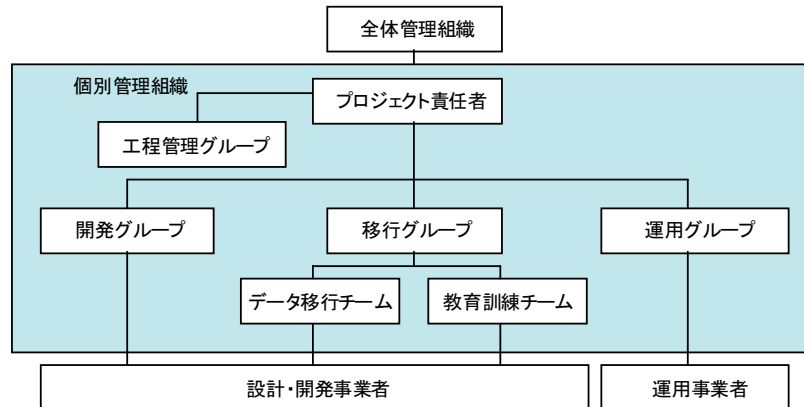 全体管理組織
個別管理組織
プロジェクト責任者
工程管理グループ
開発グループ
移行グループ
運用グループ
データ移行チーム
教育訓練チーム
設計・開発事業者
運用事業者